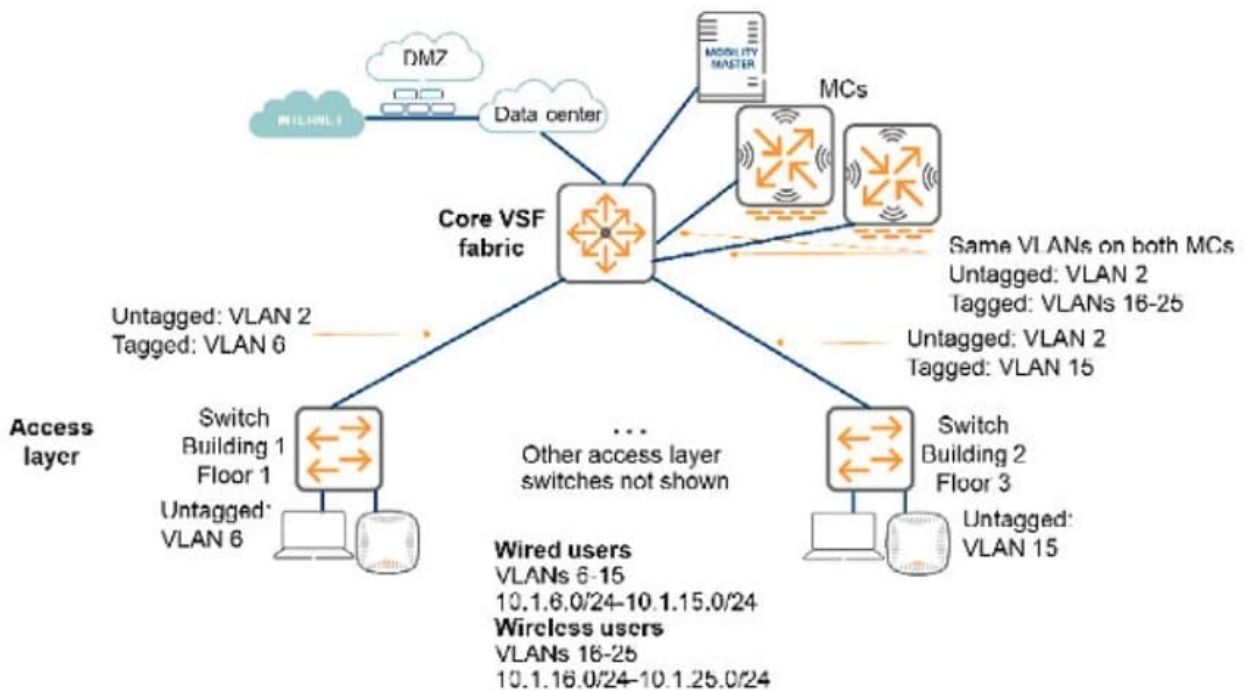 DMZ
INTERNET
Data center
MOBILITY
MASTER
MCs
Core VSF
fabric
Same VLANs on both MCs
Untagged: VLAN 2
Tagged: VLANs 16-25
Untagged: VLAN 2
Tagged: VLAN 6
Untagged: VLAN 2
Tagged: VLAN 15
Access
layer
Switch
Building 1
Floor 1
...
Other access layer
switches not shown
Switch
Building 2
Floor 3
Untagged:
VLAN 6
Untagged:
VLAN 15
Wired users
VLANs 6-15
10.1.6.0/24-10.1.15.0/24
Wireless users
VLANs 16-25
10.1.16.0/24-10.1.25.0/24